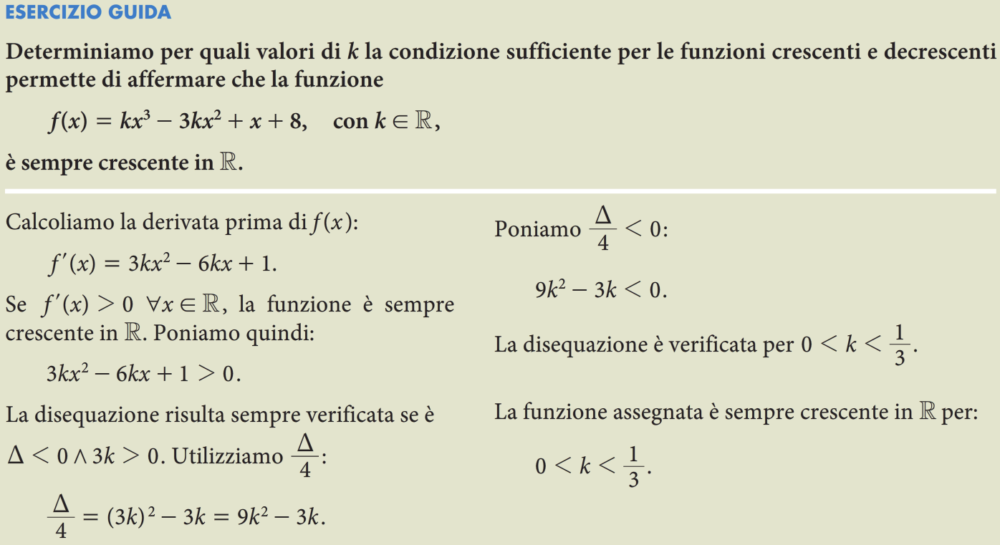 ESERCIZIO GUIDA
Determiniamo per quali valori di k la condizione sufficiente per le funzioni crescenti e decrescenti
permette di affermare che la funzione
f(x) = kx³ − 3kx² + x + 8, con k ∈ ℝ,
è sempre crescente in ℝ.
Calcoliamo la derivata prima di f(x):
f′(x) = 3kx² − 6kx + 1.
Se f′(x) > 0 ∀x ∈ ℝ, la funzione è sempre
crescente in ℝ. Poniamo quindi:
3kx² − 6kx + 1 > 0.
La disequazione risulta sempre verificata se è
Δ < 0 ∧ 3k > 0. Utilizziamo Δ/4:
Δ/4 = (3k)² − 3k = 9k² − 3k.
Poniamo Δ/4 < 0:
9k² − 3k < 0.
La disequazione è verificata per 0 < k < 1/3.
La funzione assegnata è sempre crescente in ℝ per:
0 < k < 1/3.